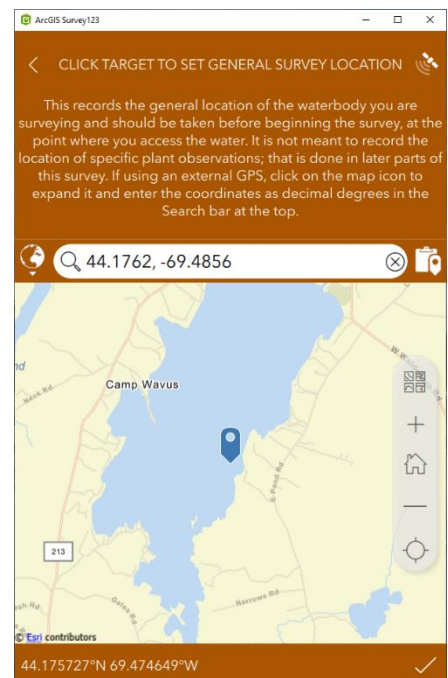 ArcGIS Survey123
CLICK TARGET TO SET GENERAL SURVEY LOCATION
This records the general location of the waterbody you are
surveying and should be taken before beginning the survey, at the
point where you access the water. It is not meant to record the
location of specific plant observations; that is done in later parts of
this survey. If using an external GPS, click on the map icon to
expand it and enter the coordinates as decimal degrees in the
Search bar at the top.
44.1762, -69.4856
Neck Rd
Camp Wavus
E Pond Rd
213
Narrows Rd
© Esri contributors
44.175727°N 69.474649°W